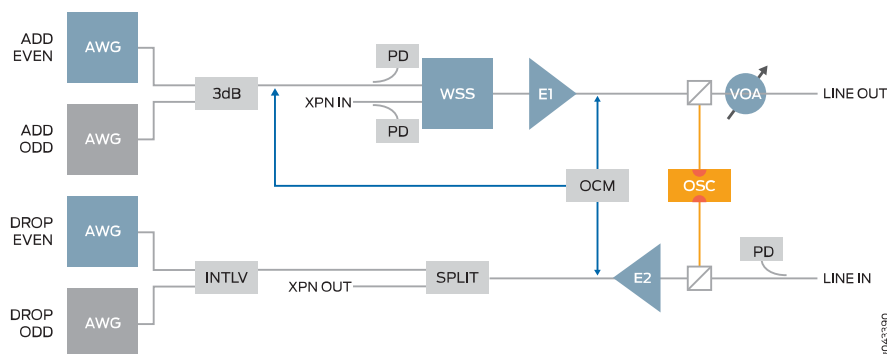 ADD
EVEN
AWG
ADD
ODD
AWG
3dB
PD
XPN IN
PD
WSS
E1
VOA
LINE OUT
OCM
OSC
DROP
EVEN
AWG
DROP
ODD
AWG
INTLV
XPN OUT
SPLIT
E2
PD
LINE IN
g043390